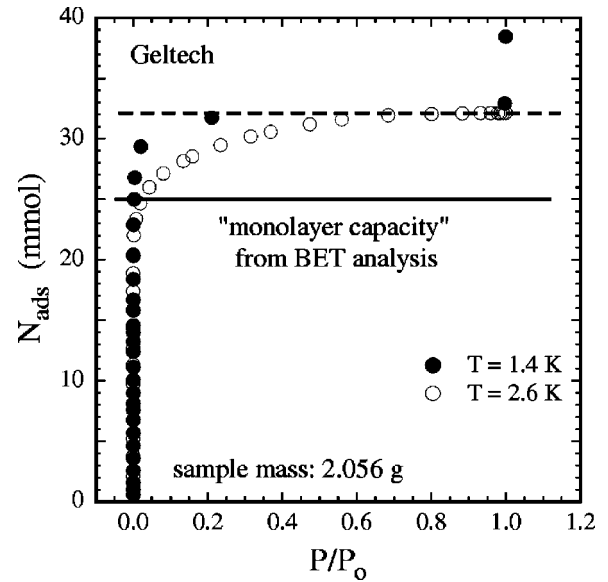 Geltech
40
30
20
10
0
N_ads (mmol)
"monolayer capacity"
from BET analysis
T = 1.4 K
T = 2.6 K
sample mass: 2.056 g
0.0 0.2 0.4 0.6 0.8 1.0 1.2
P/P_o